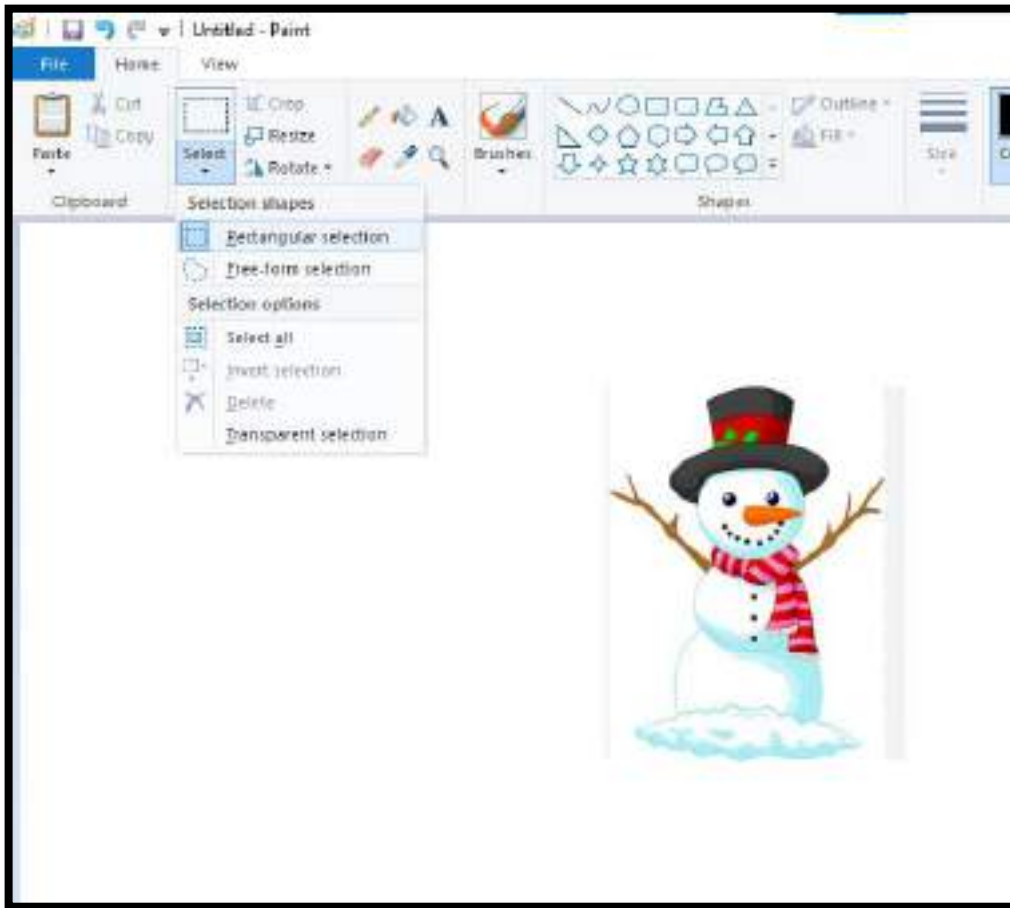 Untitled - Paint
File Home View
Paste
Cut
Copy
Clipboard
Select
Crop
Resize
Rotate
A
Brushes
Outline
Fill
Shapes
Size
Selection shapes
Rectangular selection
Free-form selection
Selection options
Select all
Invert selection
Delete
Transparent selection